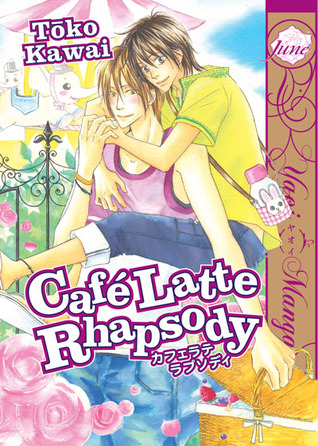 Tōko
Kawai
Juné
Yaoi
ヤオイ
Manga
Café Latte
Rhapsody
カフェラテ
ラプソディ